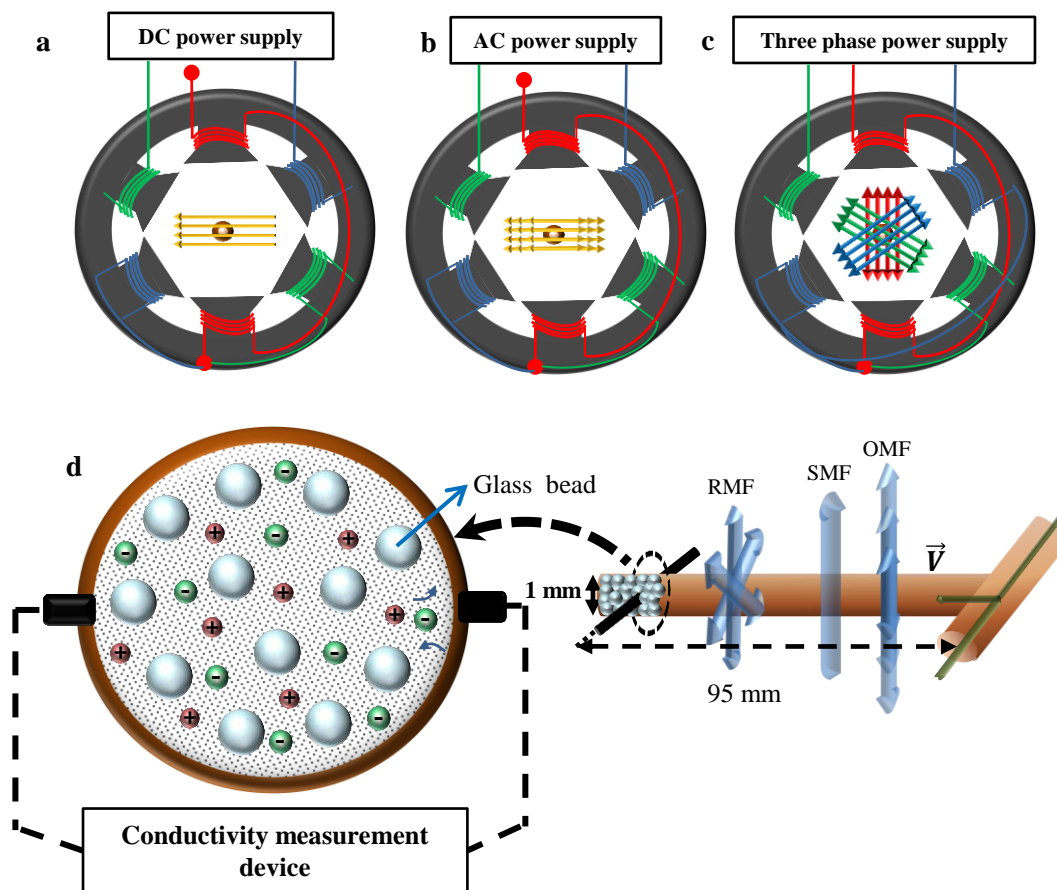 a
DC power supply
b
AC power supply
c
Three phase power supply
d
Glass bead
RMF
SMF
OMF
V
1 mm
95 mm
+
-
Conductivity measurement
device